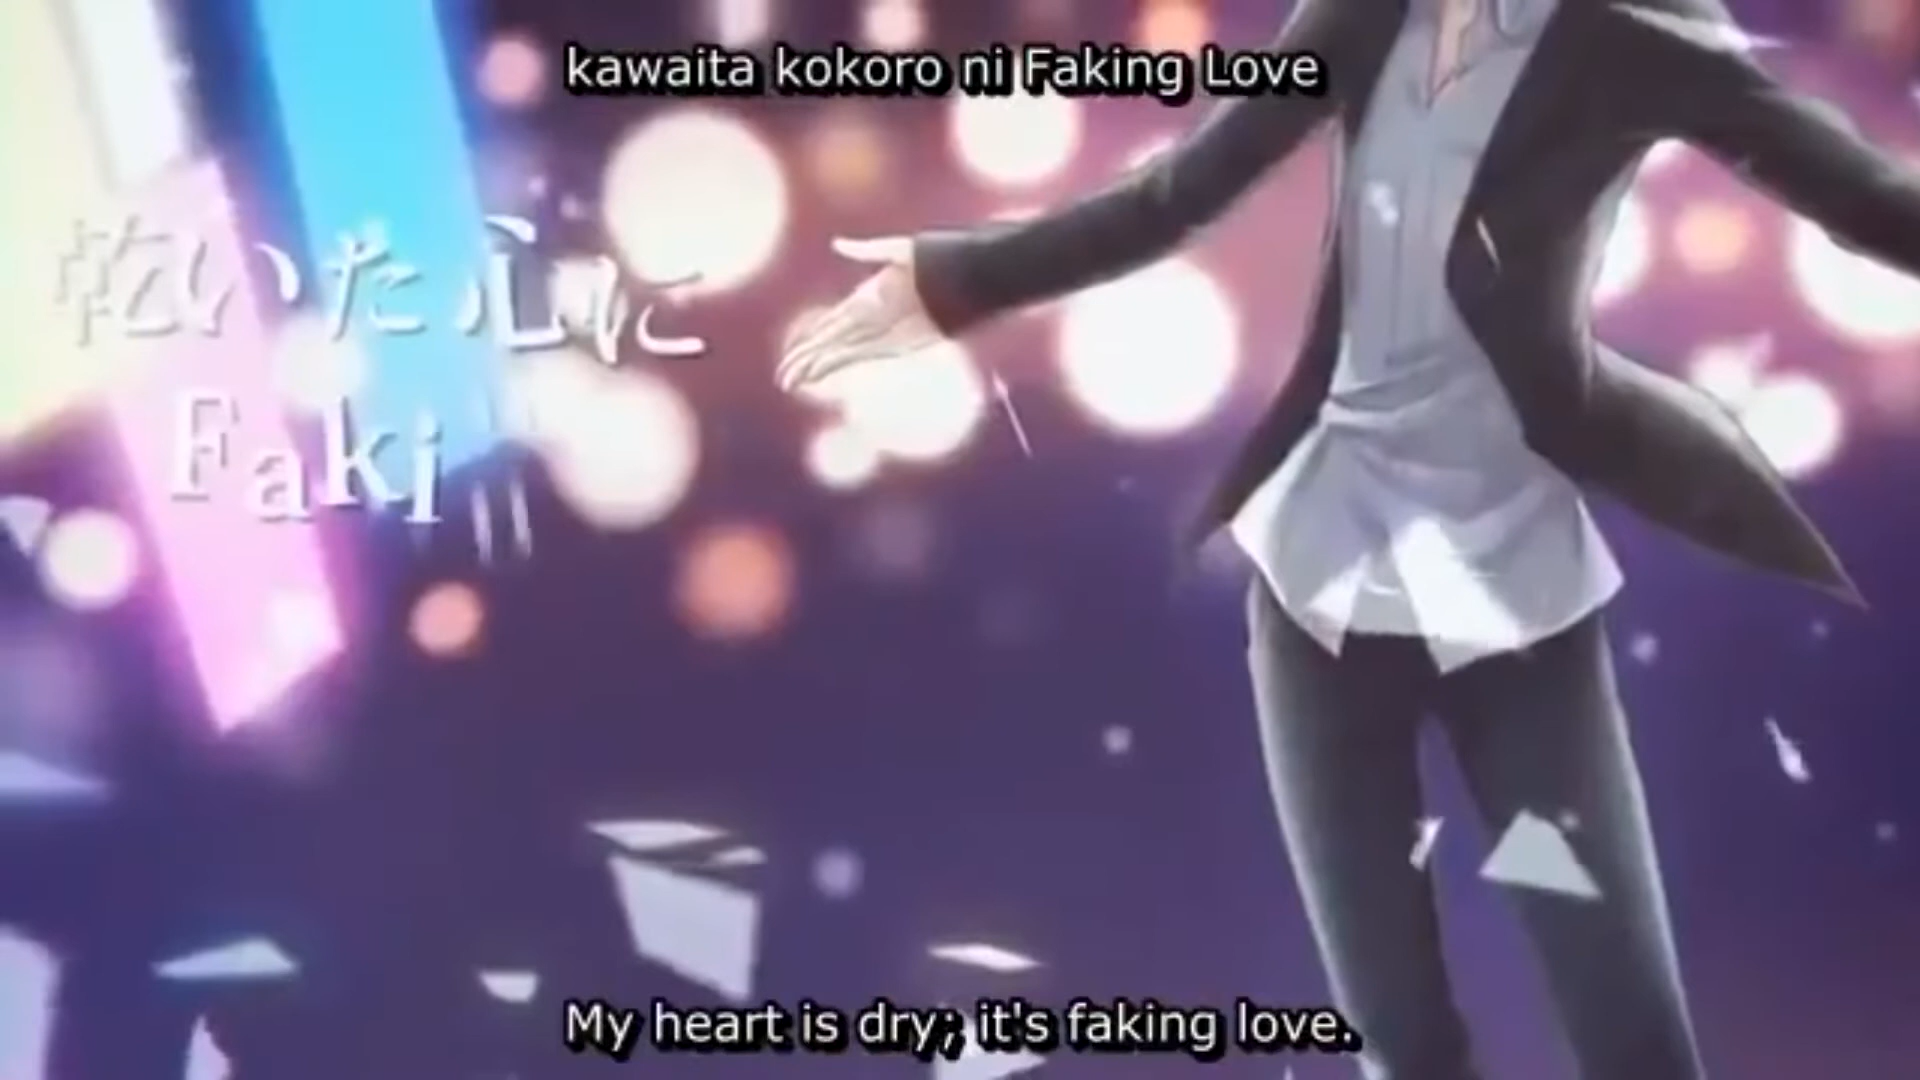 kawaita kokoro ni Faking Love
乾いた心に
Faki
My heart is dry; it's faking love.